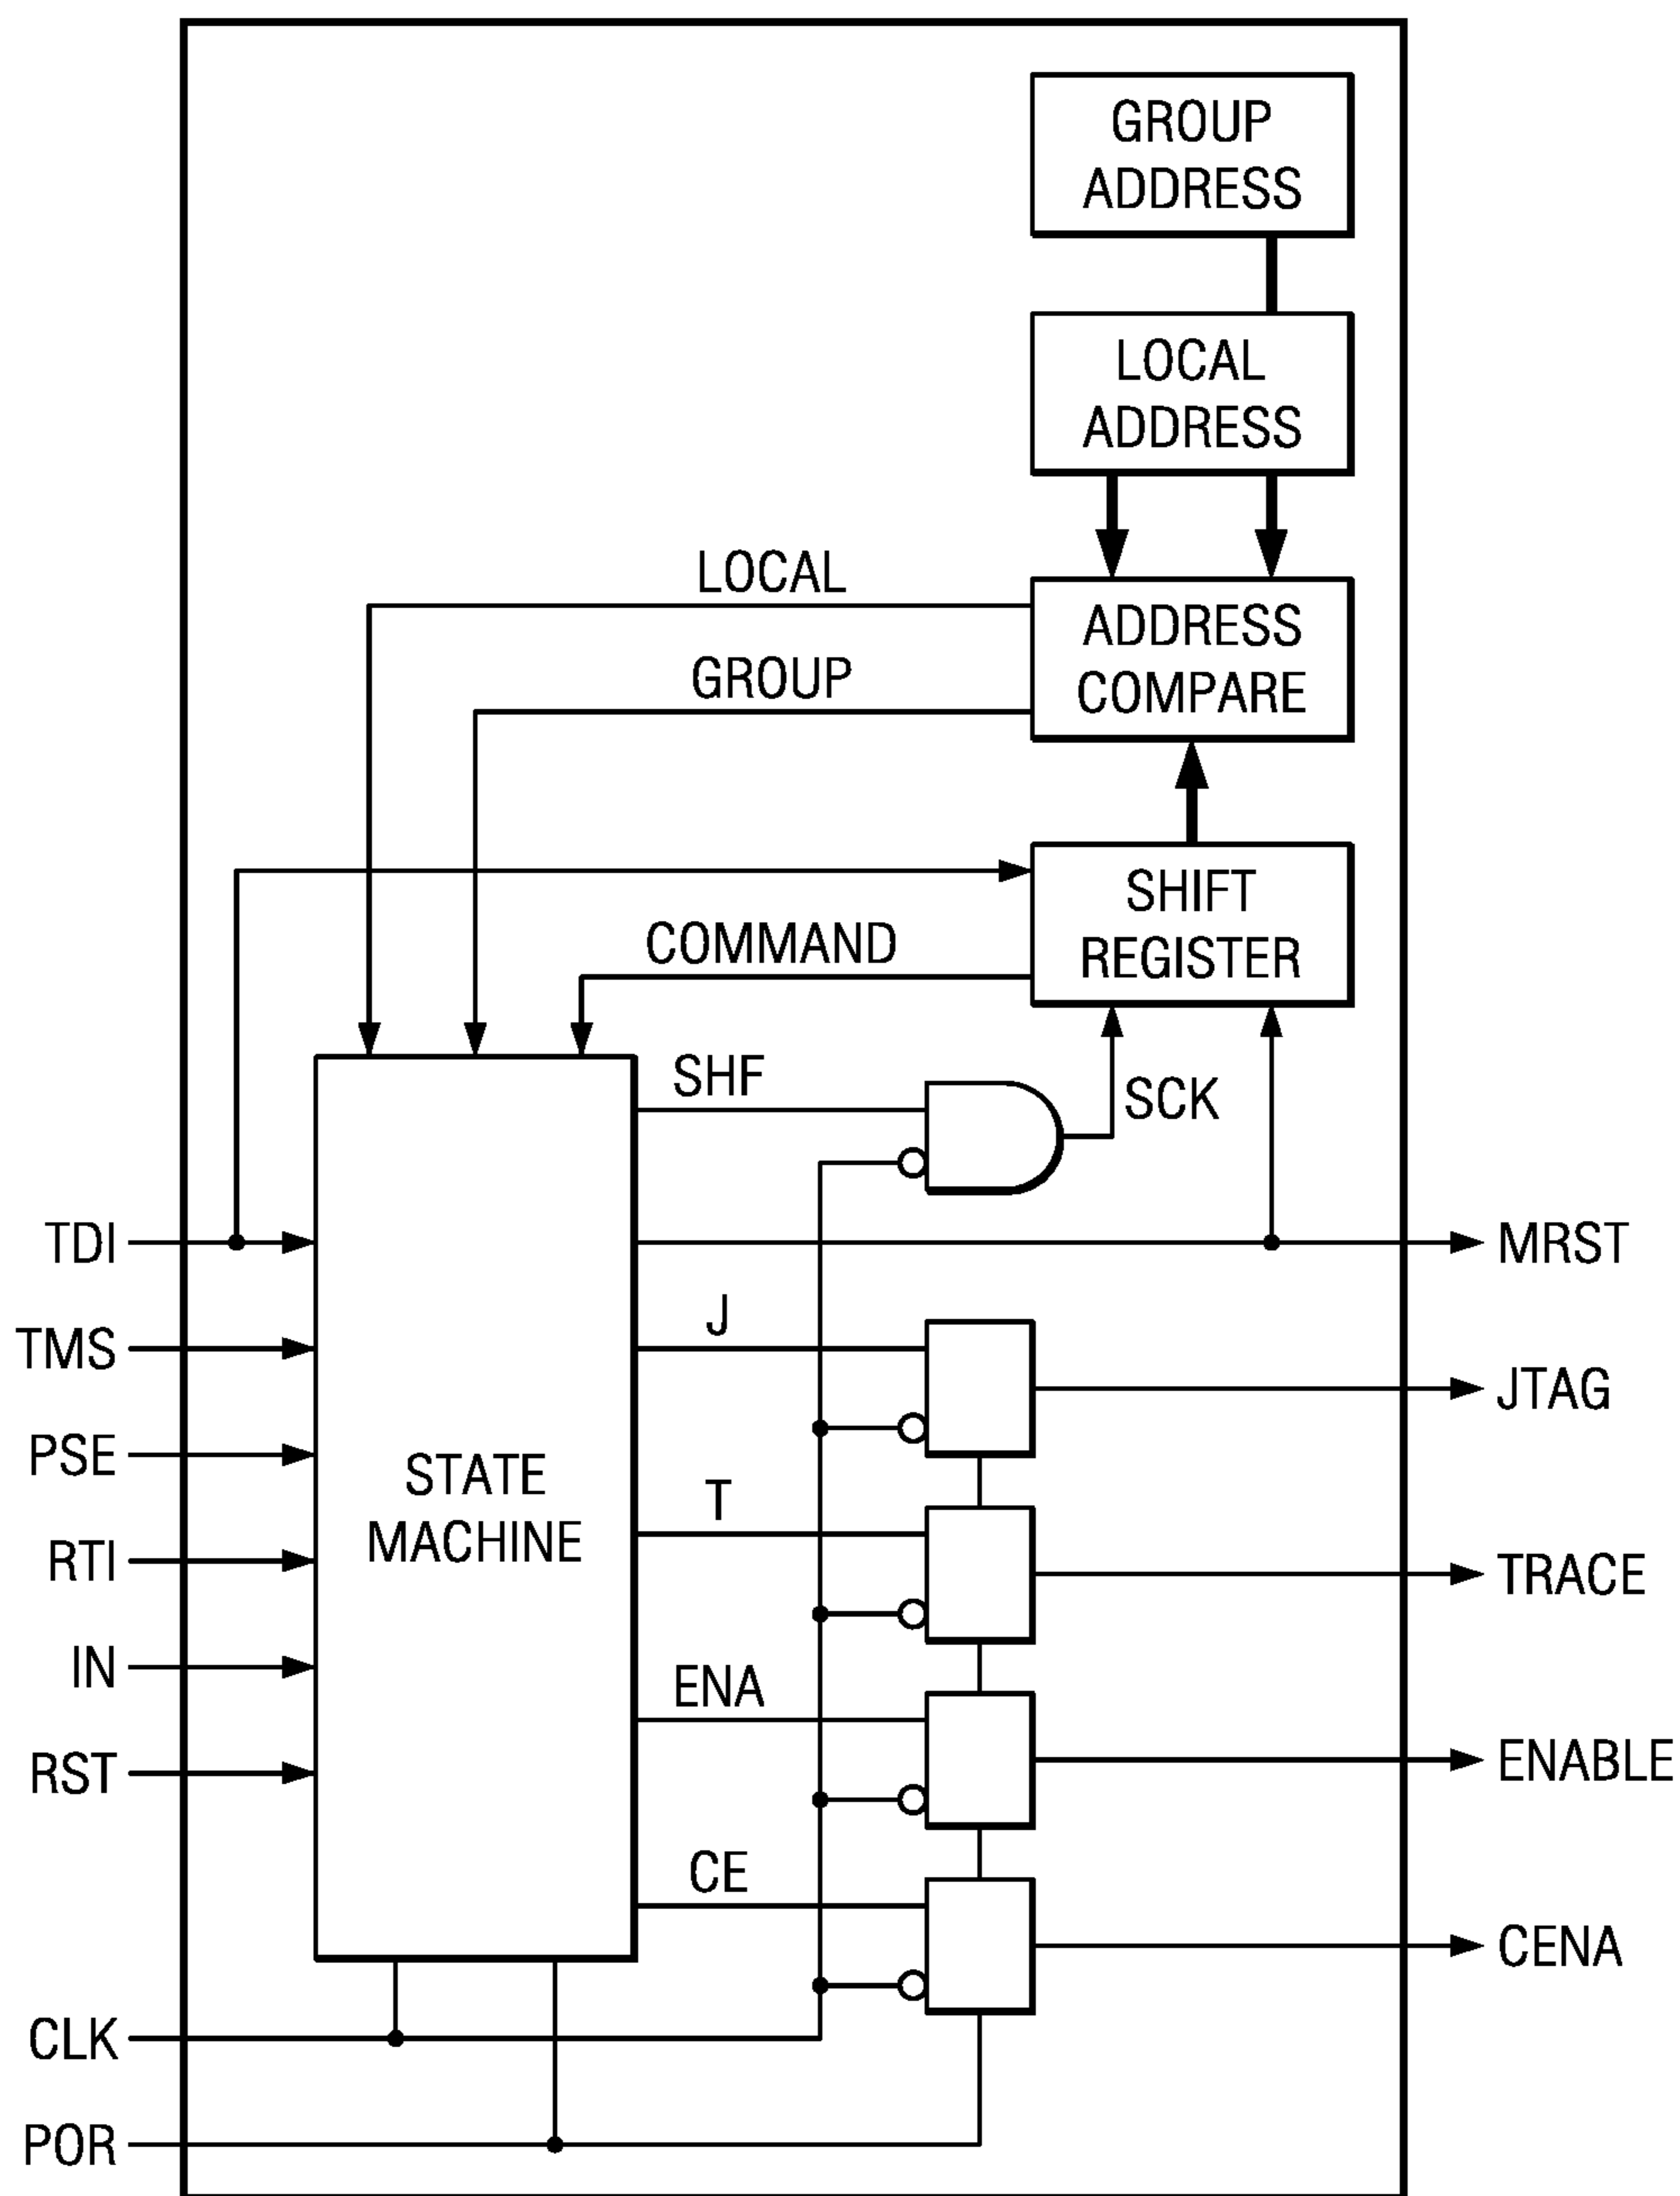 GROUP
ADDRESS
LOCAL
ADDRESS
LOCAL
ADDRESS
COMPARE
GROUP
SHIFT
REGISTER
COMMAND
SHF
SCK
TDI
MRST
J
TMS
JTAG
PSE
STATE
MACHINE
T
RTI
TRACE
IN
ENA
RST
ENABLE
CE
CENA
CLK
POR